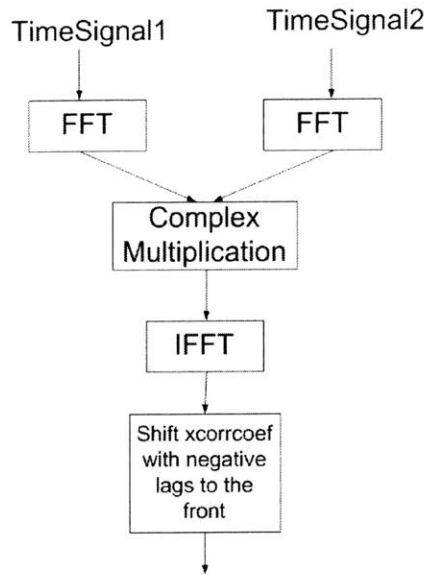 TimeSignal1
TimeSignal2
FFT
FFT
Complex
Multiplication
IFFT
Shift xcorrcoef
with negative
lags to the
front